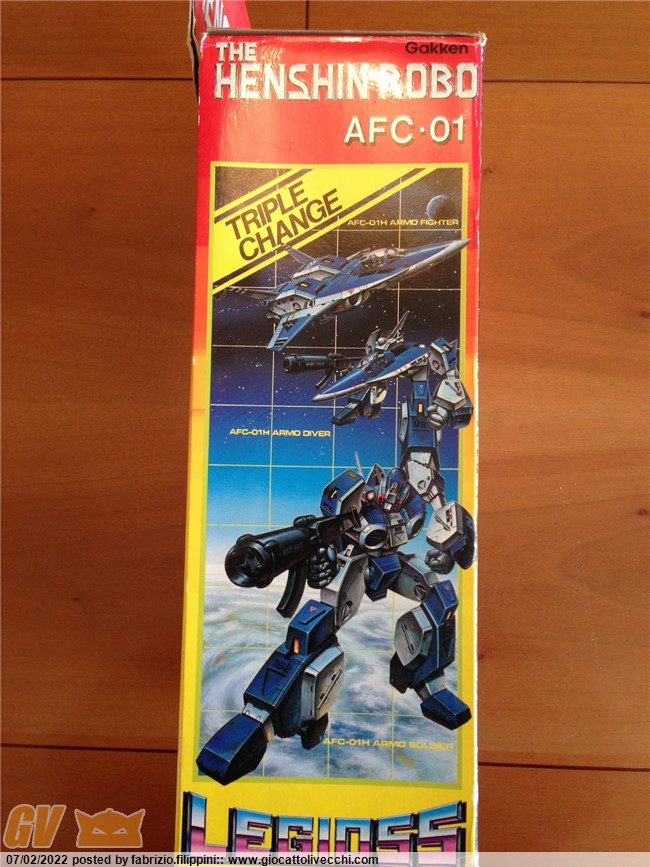 Gakken
THE
HENSHIN ROBO
AFC·01
TRIPLE
CHANGE
AFC-01H ARMO FIGHTER
AFC-01H ARMO DIVER
AFC-01H ARMO SOLDIER
LEGIOSS
GV
07/02/2022 posted by fabrizio.filippini:: www.giocattolivecchi.com